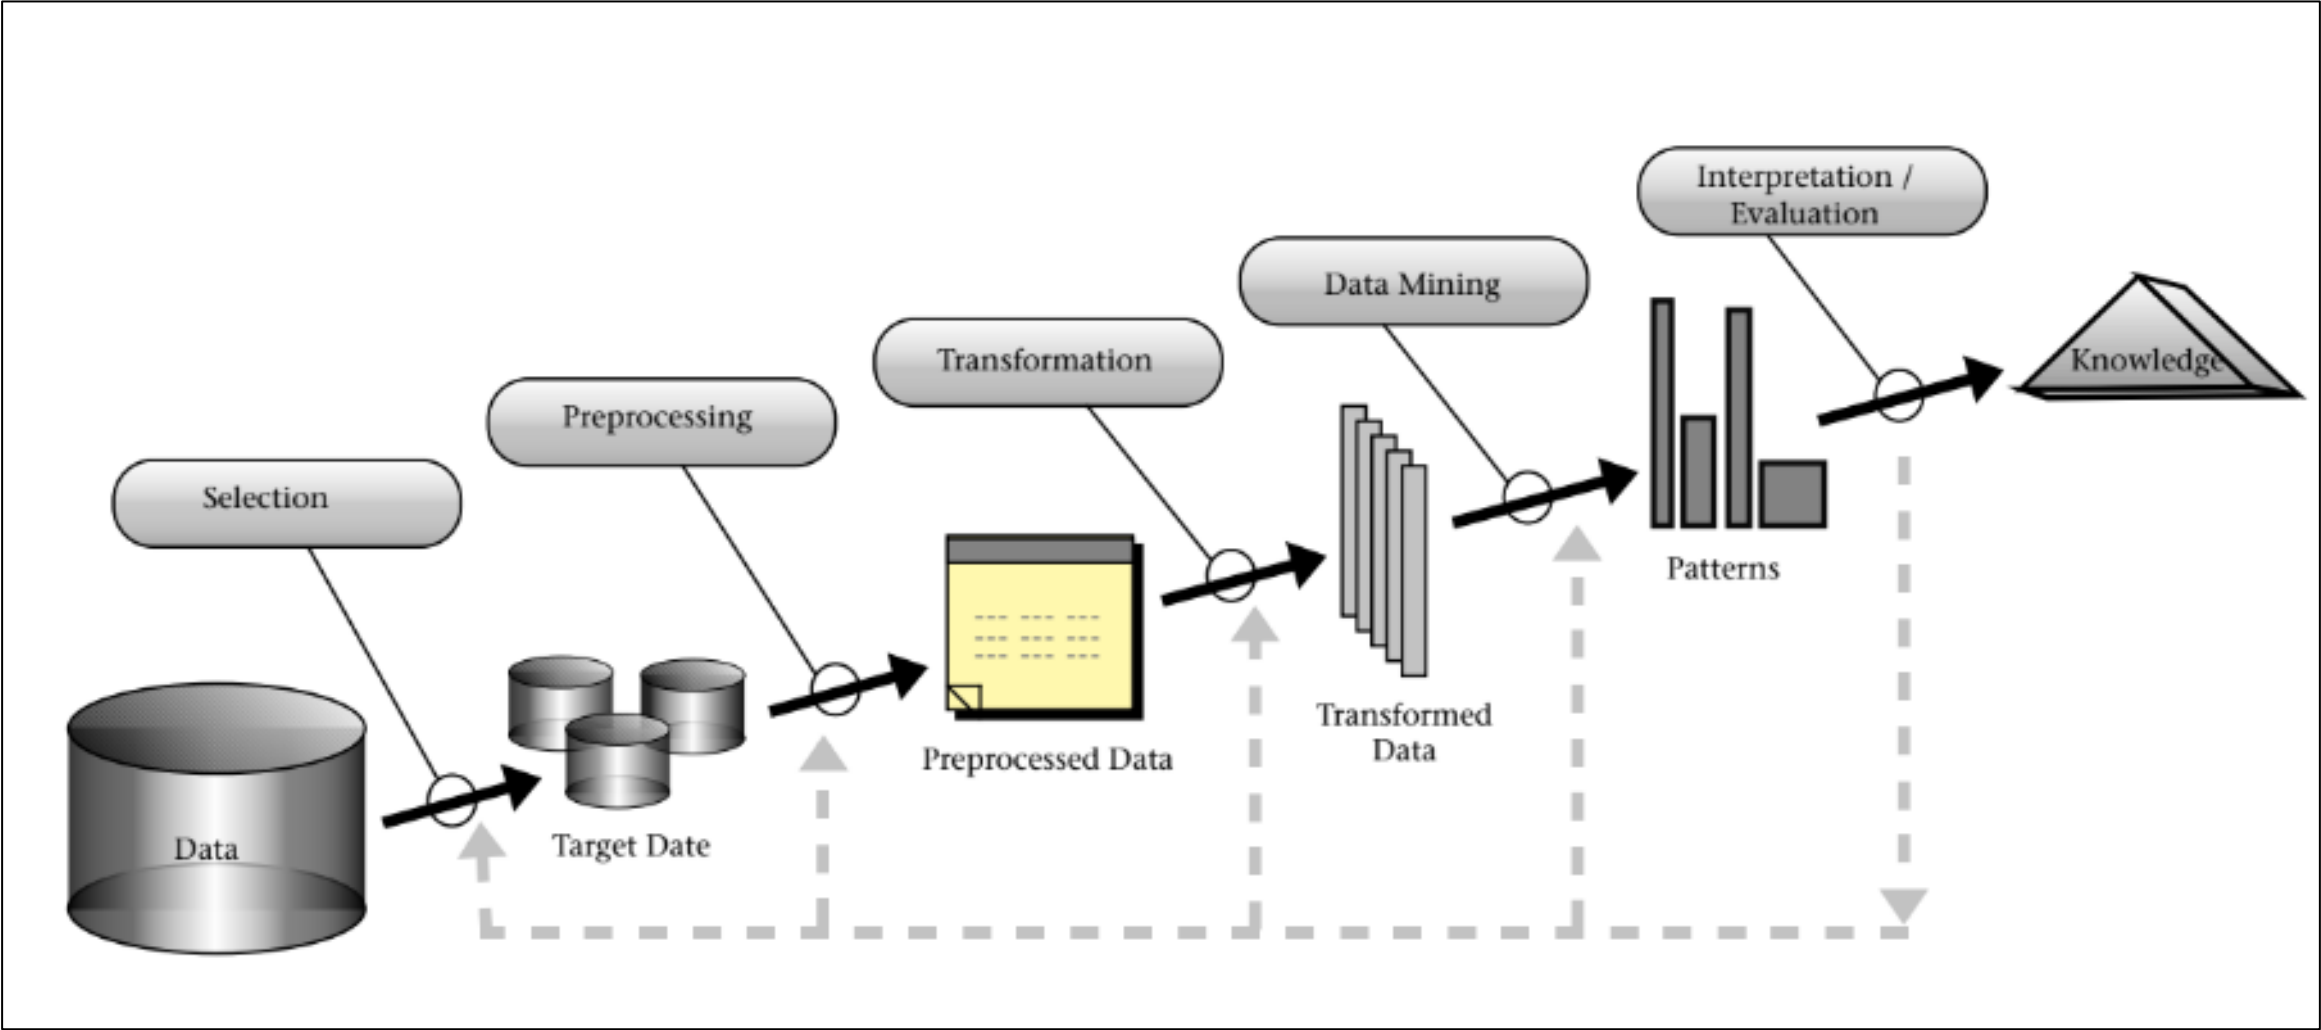 Interpretation /
Evaluation
Data Mining
Transformation
Preprocessing
Selection
Knowledge
Patterns
Transformed
Data
Preprocessed Data
Target Date
Data